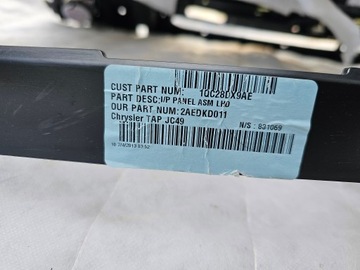 CUST PART NUM: 1QC28DX9AE
PART DESC:I/P PANEL ASM LPO
OUR PART NUM:2AEDKD011
Chrysler TAP JC49
N/S : 831069